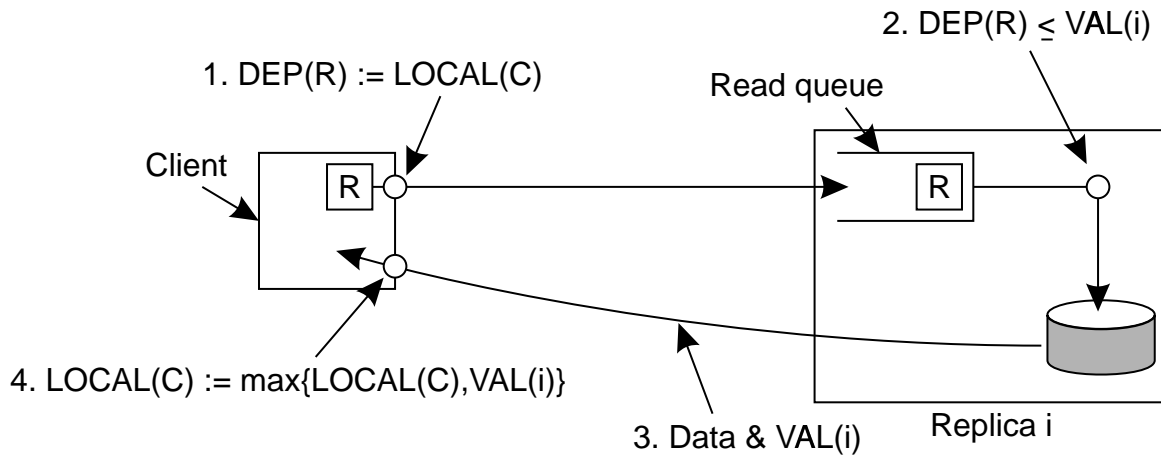 2. DEP(R) ≤ VAL(i)
1. DEP(R) := LOCAL(C)
Read queue
Client
R
R
4. LOCAL(C) := max{LOCAL(C),VAL(i)}
3. Data & VAL(i)
Replica i